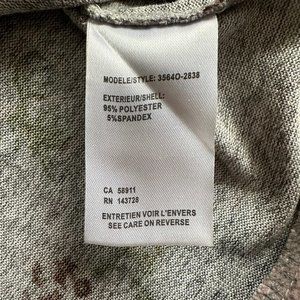 MODELE/STYLE: 3564O-2838
EXTERIEUR/SHELL:
95% POLYESTER
5%SPANDEX
CA 58911
RN 143728
ENTRETIEN VOIR L'ENVERS
SEE CARE ON REVERSE